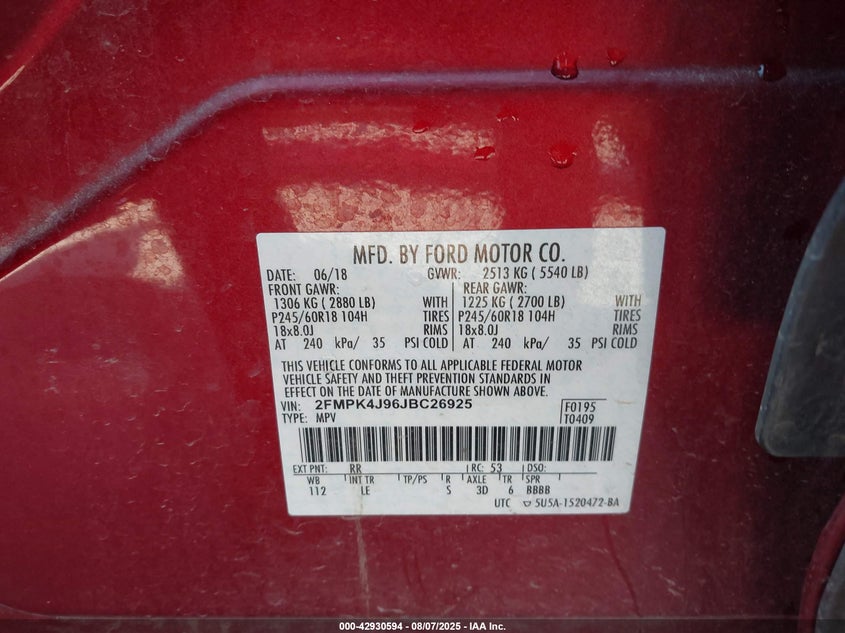 MFD. BY FORD MOTOR CO.
DATE: 06/18 GVWR: 2513 KG ( 5540 LB)
FRONT GAWR: REAR GAWR:
1306 KG ( 2880 LB) WITH 1225 KG ( 2700 LB) WITH
P245/60R18 104H TIRES P245/60R18 104H TIRES
18x8.0J RIMS 18x8.0J RIMS
AT 240 kPa/ 35 PSI COLD AT 240 kPa/ 35 PSI COLD
THIS VEHICLE CONFORMS TO ALL APPLICABLE FEDERAL MOTOR
VEHICLE SAFETY AND THEFT PREVENTION STANDARDS IN
EFFECT ON THE DATE OF MANUFACTURE SHOWN ABOVE.
VIN: 2FMPK4J96JBC26925 F0195
TYPE: MPV T0409
EXT PNT: RR RC: 53 DSO:
WB INT TR TP/PS R AXLE TR SPR
112 LE S 3D 6 BBBB
UTC 5U5A-1520472-BA
000-42930594 - 08/07/2025 - IAA Inc.